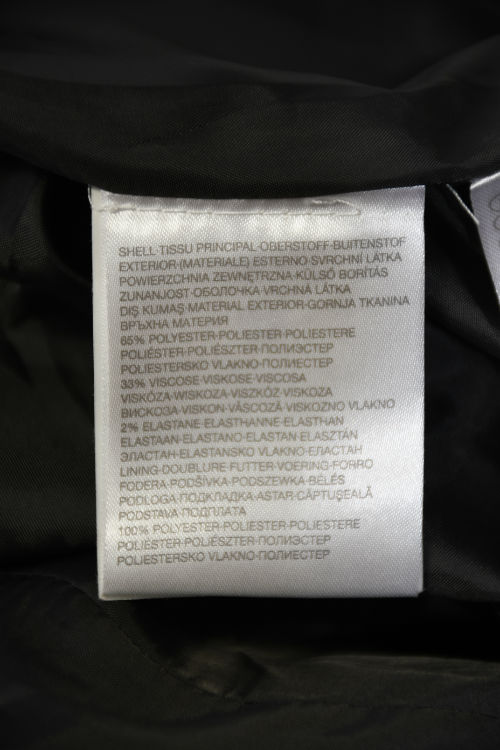 SHELL·TISSU PRINCIPAL·OBERSTOFF·BUITENSTOF
EXTERIOR·(MATERIALE) ESTERNO·SVRCHNÍ LÁTKA
POWIERZCHNIA ZEWNĘTRZNA·KÜLSŐ BORÍTÁS
ZUNANJOST·ОБОЛОЧКА·VRCHNÁ LÁTKA
DIŞ KUMAŞ·MATERIAL EXTERIOR·GORNJA TKANINA
ВРЪХНА МАТЕРИЯ
65% POLYESTER·POLIESTER·POLIESTERE
POLIÉSTER·POLIÉSZTER·ПОЛИЭСТЕР
POLIESTERSKO VLAKNO·ПОЛИЕСТЕР
33% VISCOSE·VISKOSE·VISCOSA
VISKÓZA·WISKOZA·VISZKÓZ·VISKOZA
ВИСКОЗА·VISKON·VÂSCOZĂ·VISKOZNO VLAKNO
2% ELASTANE·ELASTHANNE·ELASTHAN
ELASTAAN·ELASTANO·ELASTAN·ELASZTÁN
ЭЛАСТАН·ELASTANSKO VLAKNO·ЕЛАСТАН
LINING·DOUBLURE·FUTTER·VOERING·FORRO
FODERA·PODŠÍVKA·PODSZEWKA·BÉLÉS
PODLOGA·ПОДКЛАДКА·ASTAR·CĂPTUŞEALĂ
PODSTAVA·ПОДПЛАТА
100% POLYESTER·POLIESTER·POLIESTERE
POLIESTER·POLIÉSZTER·ПОЛИЭСТЕР
POLIESTERSKO VLAKNO·ПОЛИЕСТЕР